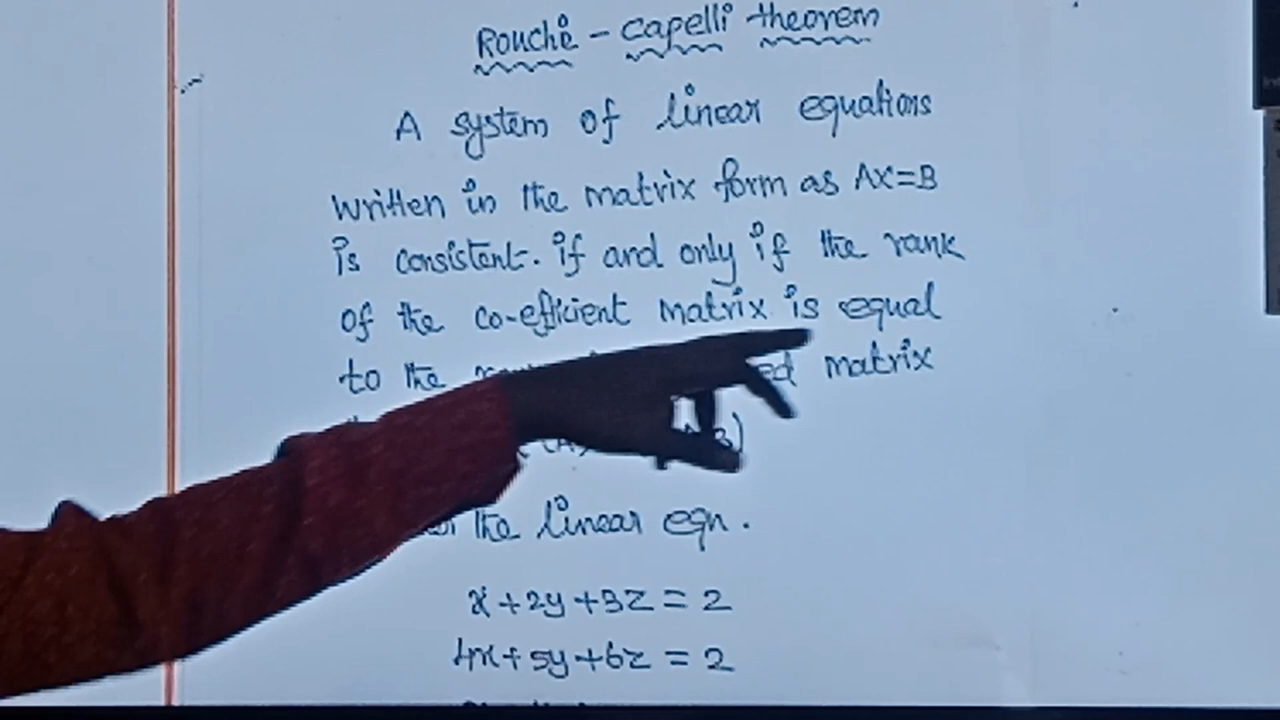 Rouché - Capelli theorem
A system of linear equations
written in the matrix form as AX=B
is consistent. if and only if the rank
of the co-efficient matrix is equal
to the matrix
the linear eqn.
x+2y+3z = 2
4x+5y+6z = 2